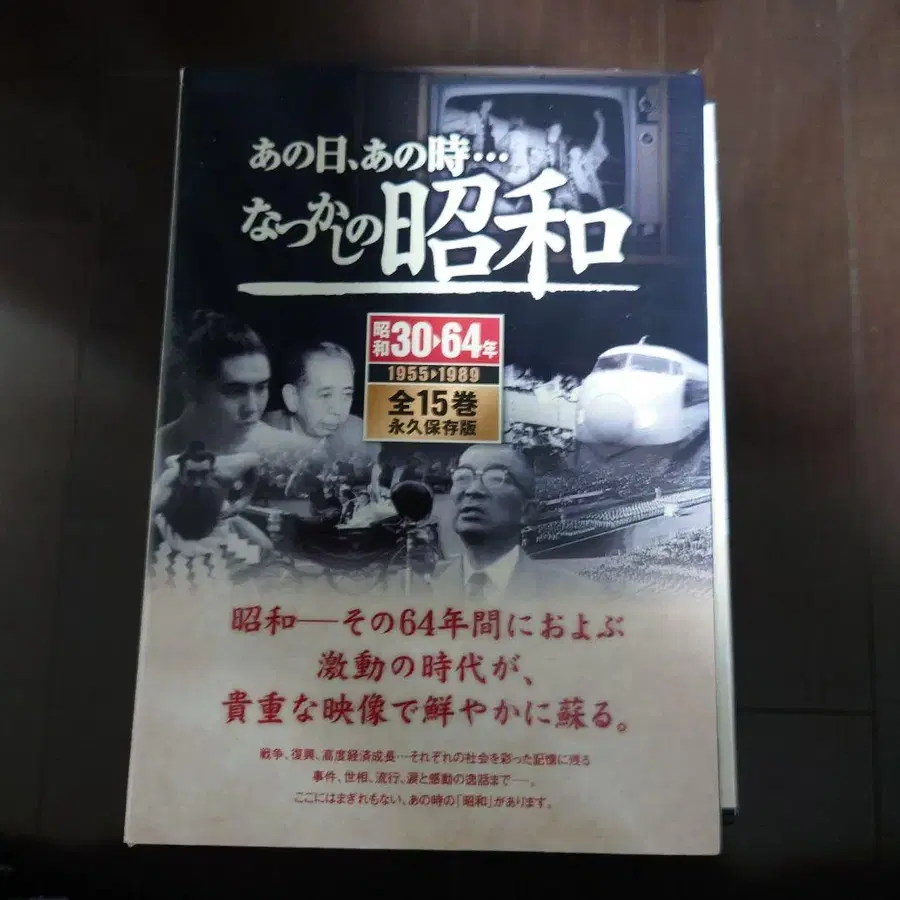 あの日、あの時…
なつかしの昭和
昭和30▶64年
1955▶1989
全15巻
永久保存版
昭和―その64年間におよぶ
激動の時代が、
貴重な映像で鮮やかに蘇る。
戦争、復興、高度経済成長…それぞれの社会を彩った記憶に残る
事件、世相、流行、涙と感動の逸話まで―。
ここにはまぎれもない、あの時の「昭和」があります。